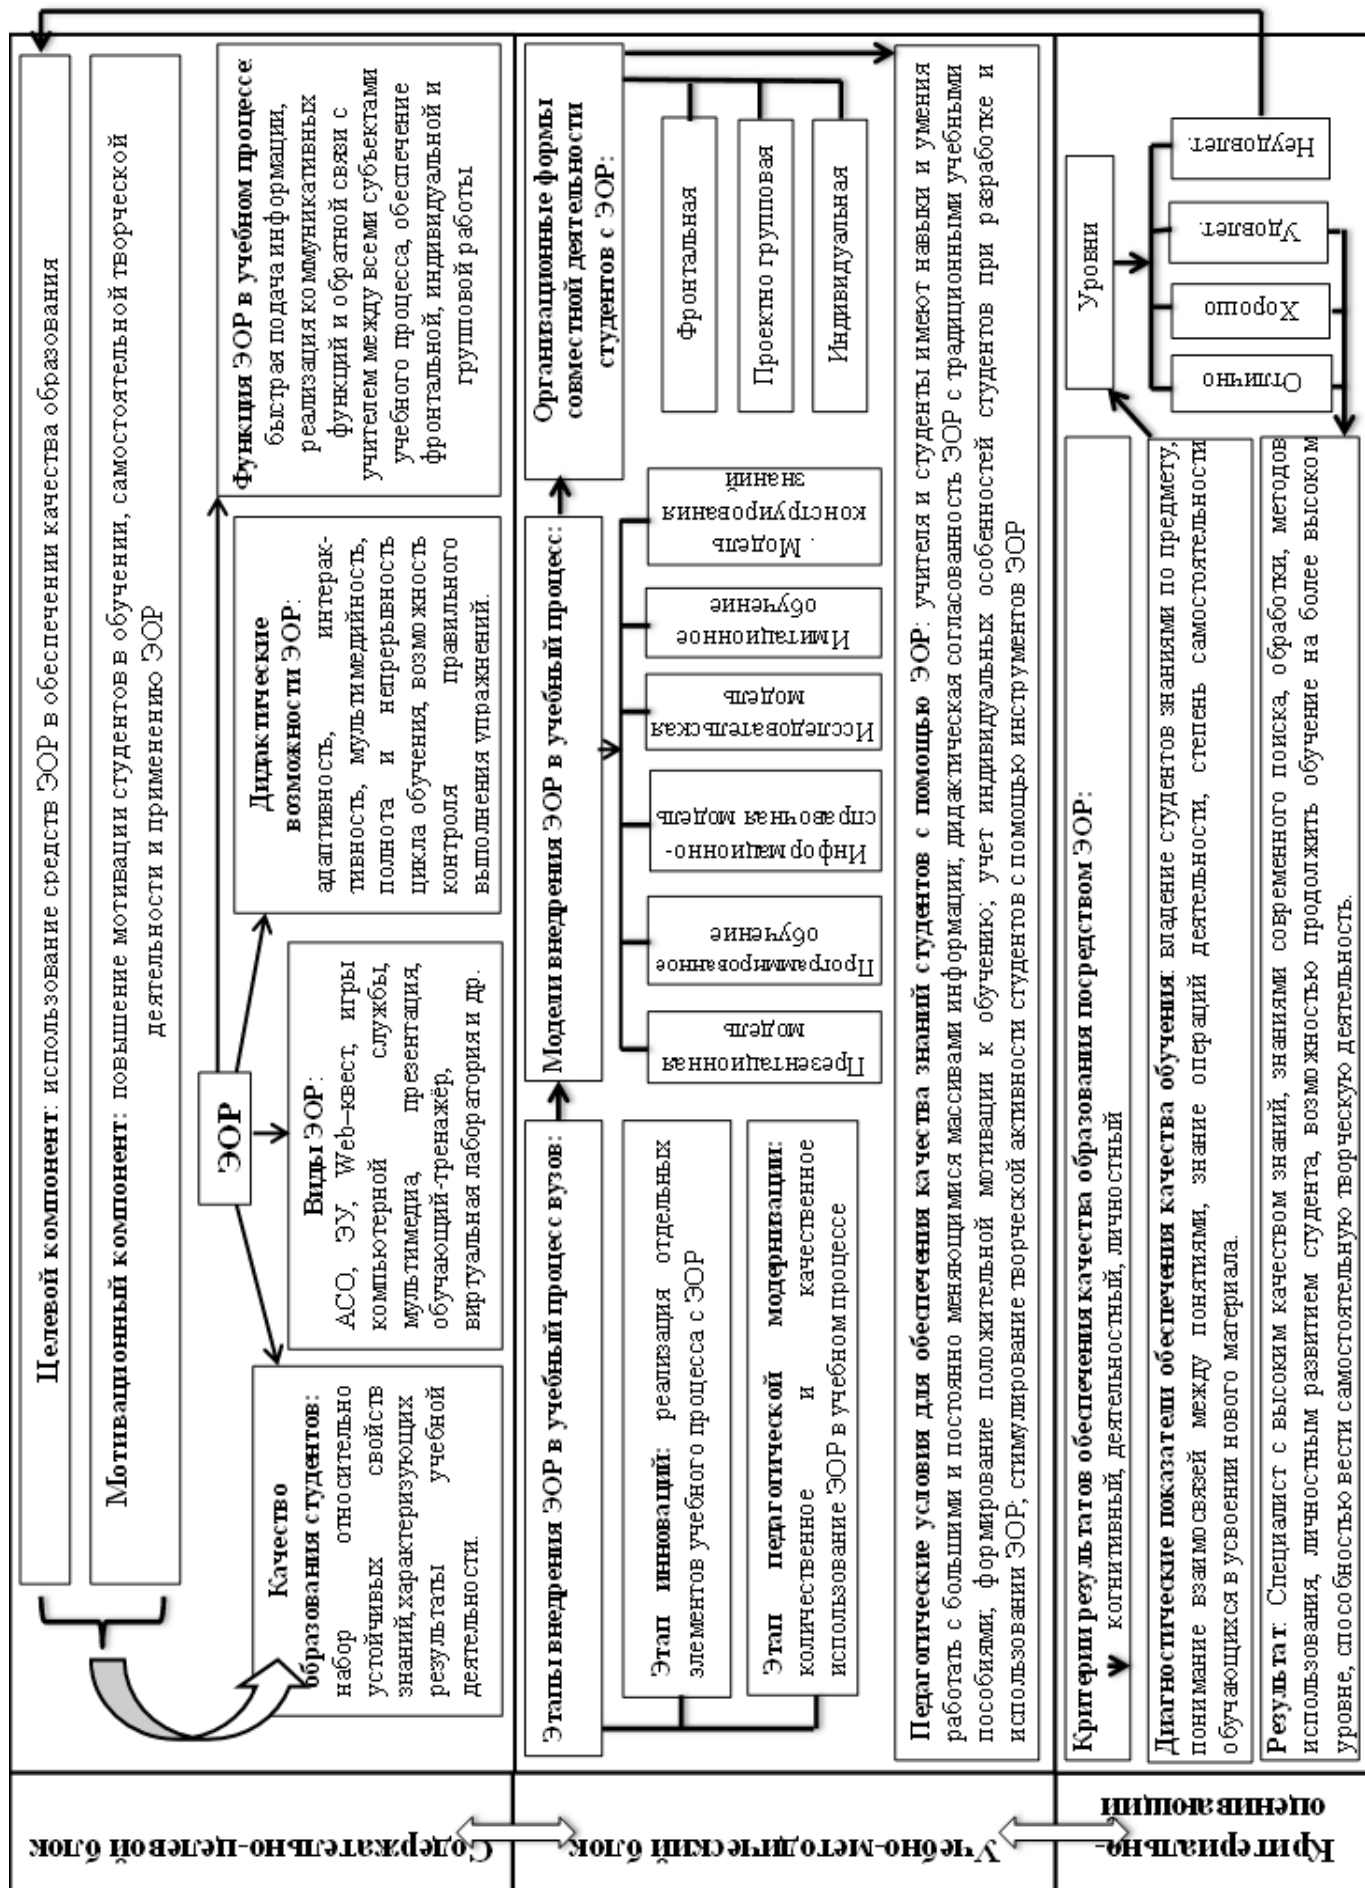 Содержательно-целевой блок
Целевой компонент: использование средств ЭОР в обеспечении качества образования
Мотивационный компонент: повышение мотивации студентов в обучении, самостоятельной творческой
деятельности и применению ЭОР
ЭОР
Качество
образования студентов:
набор относительно
устойчивых свойств
знаний,характеризующих
результаты учебной
деятельности.
Виды ЭОР:
АСО, ЭУ, Web–квест, игры
компьютерной службы,
мультимедиа, презентация,
обучающий-тренажёр,
виртуальная лаборатория и др.
Дидактические
возможности ЭОР:
адаптивность, интерак-
тивность, мультимедийность,
полнота и непрерывность
цикла обучения, возможность
контроля правильного
выполнения упражнений.
Функция ЭОР в учебном процессе:
быстрая подача информации,
реализация коммуникативных
функций и обратной связи с
учителем между всеми субъектами
учебного процесса, обеспечение
фронтальной, индивидуальной и
групповой работы
Учебно-методический блок
Этапы внедрения ЭОР в учебный процесс вузов:
Этап инноваций: реализация отдельных
элементов учебного процесса с ЭОР
Этап педагогической модернизации:
количественное и качественное
использование ЭОР в учебном процессе
Модели внедрения ЭОР в учебный процесс:
Презентационная
модель
Программированное
обучение
Информационно-
справочная модель
Исследовательская
модель
Имитационное
обучение
. Модель
конструирования
знаний
Организационные формы
совместной деятельности
студентов с ЭОР:
Фронтальная
Проектно групповая
Индивидуальная
Педагогические условия для обеспечения качества знаний студентов с помощью ЭОР: учителя и студенты имеют навыки и умения
работать с большими и постоянно меняющимися массивами информации; дидактическая согласованность ЭОР с традиционными учебными
пособиями, формирование положительной мотивации к обучению; учет индивидуальных особенностей студентов при разработке и
использовании ЭОР, стимулирование творческой активности студентов с помощью инструментов ЭОР
Критериально-
оценивающий
Критерии результатов обеспечения качества образования посредством ЭОР:
когнитивный, деятельностный, личностный
Диагностические показатели обеспечения качества обучения: владене студентов знаниями по предмету,
понимание взаимосвязей между понятиями, знание операций деятельности, степень самостоятельности
обучающихся в усвоении нового материала.
Результат: Специалист с высоким качеством знаний, знаниями современного поиска, обработки, методов
использования, личностным развитием студента, возможностью продолжить обучение на более высоком
уровне, способностью вести самостоятельную творческую деятельность.
Уровни
Отлично
Хорошо
Удовлет.
Неудовлет.